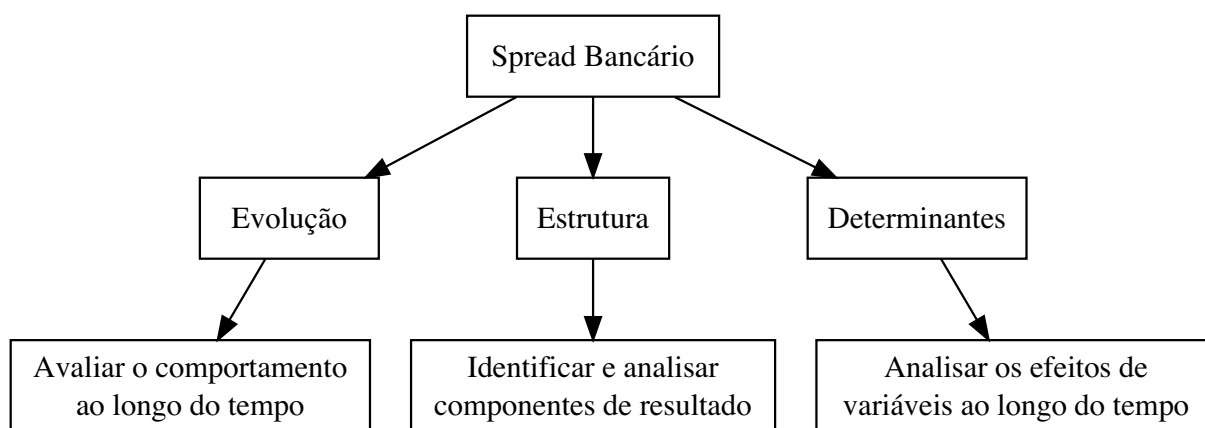 Spread Bancário
Evolução
Estrutura
Determinantes
Avaliar o comportamento
ao longo do tempo
Identificar e analisar
componentes de resultado
Analisar os efeitos de
variáveis ao longo do tempo